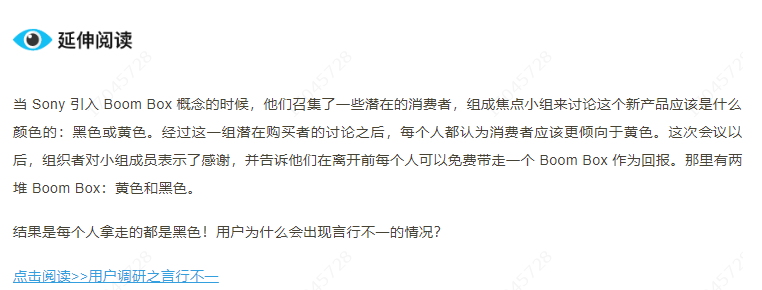 延伸阅读
当 Sony 引入 Boom Box 概念的时候，他们召集了一些潜在的消费者，组成焦点小组来讨论这个新产品应该是什么
颜色的：黑色或黄色。经过这一组潜在购买者的讨论之后，每个人都认为消费者应该更倾向于黄色。这次会议以
后，组织者对小组成员表示了感谢，并告诉他们在离开前每个人可以免费带走一个 Boom Box 作为回报。那里有两
堆 Boom Box：黄色和黑色。
结果是每个人拿走的都是黑色！用户为什么会出现言行不一的情况？
点击阅读>>用户调研之言行不一